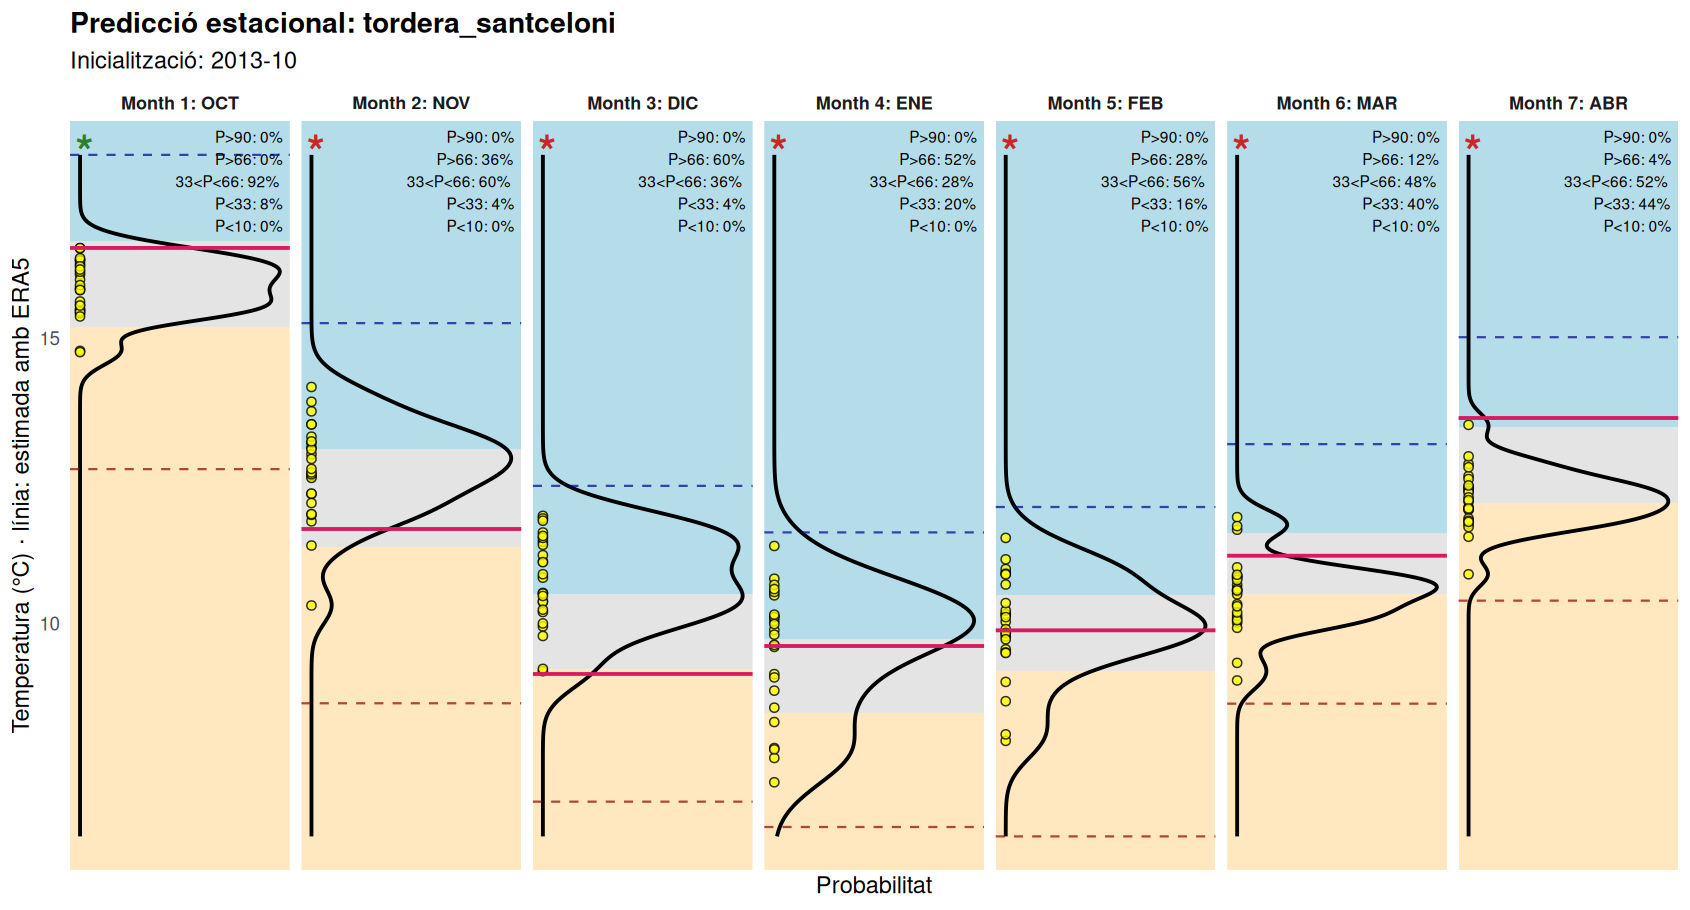 Predicció estacional: tordera_santceloni
Inicialització: 2013-10
Month 1: OCT
Month 2: NOV
Month 3: DIC
Month 4: ENE
Month 5: FEB
Month 6: MAR
Month 7: ABR
*
P>90: 0%
P>66: 0%
33<P<66: 92%
P<33: 8%
P<10: 0%
*
P>90: 0%
P>66: 36%
33<P<66: 60%
P<33: 4%
P<10: 0%
*
P>90: 0%
P>66: 60%
33<P<66: 36%
P<33: 4%
P<10: 0%
*
P>90: 0%
P>66: 52%
33<P<66: 28%
P<33: 20%
P<10: 0%
*
P>90: 0%
P>66: 28%
33<P<66: 56%
P<33: 16%
P<10: 0%
*
P>90: 0%
P>66: 12%
33<P<66: 48%
P<33: 40%
P<10: 0%
*
P>90: 0%
P>66: 4%
33<P<66: 52%
P<33: 44%
P<10: 0%
15
10
Temperatura (°C) · línia: estimada amb ERA5
Probabilitat